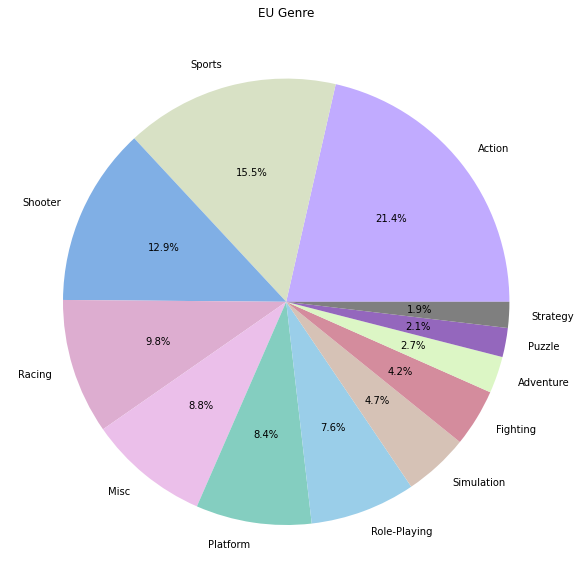 EU Genre
Sports
Action
15.5%
21.4%
Shooter
12.9%
1.9%
Strategy
2.1%
Puzzle
9.8%
2.7%
Racing
4.2%
Adventure
8.8%
4.7%
Fighting
8.4%
7.6%
Simulation
Misc
Role-Playing
Platform